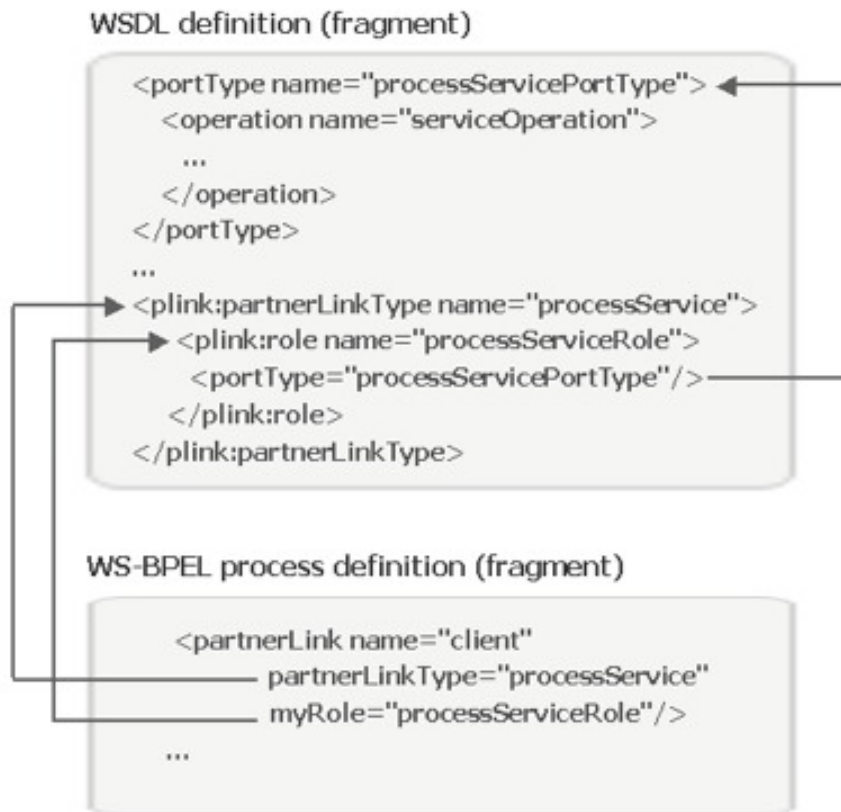 WSDL definition (fragment)
<portType name="processServicePortType">
<operation name="serviceOperation">
...
</operation>
</portType>
...
<plink:partnerLinkType name="processService">
<plink:role name="processServiceRole">
<portType="processServicePortType"/>
</plink:role>
</plink:partnerLinkType>
WS-BPEL process definition (fragment)
<partnerLink name="client"
partnerLinkType="processService"
myRole="processServiceRole"/>
...